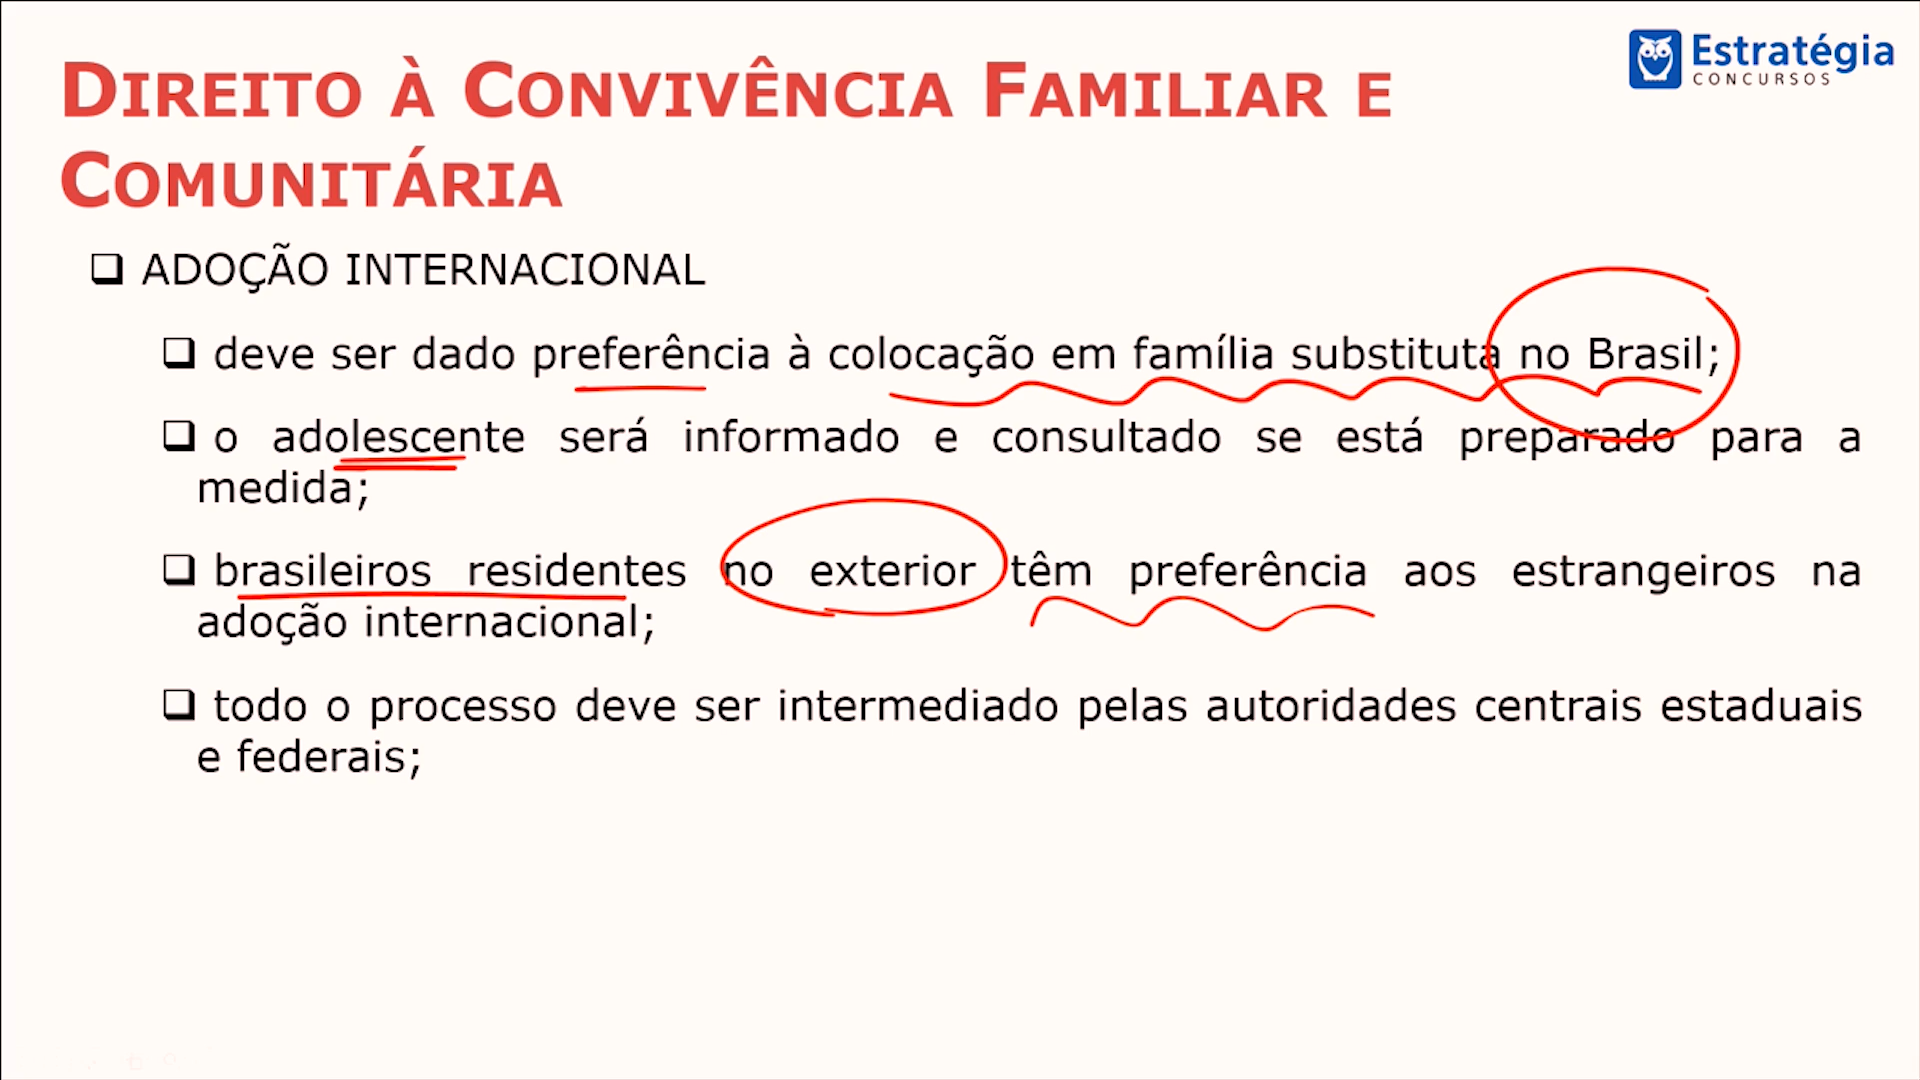 Estratégia
CONCURSOS
DIREITO À CONVIVÊNCIA FAMILIAR E
COMUNITÁRIA
❑ ADOÇÃO INTERNACIONAL
❑ deve ser dado preferência à colocação em família substituta no Brasil;
❑ o adolescente será informado e consultado se está preparado para a
medida;
❑ brasileiros residentes no exterior têm preferência aos estrangeiros na
adoção internacional;
❑ todo o processo deve ser intermediado pelas autoridades centrais estaduais
e federais;